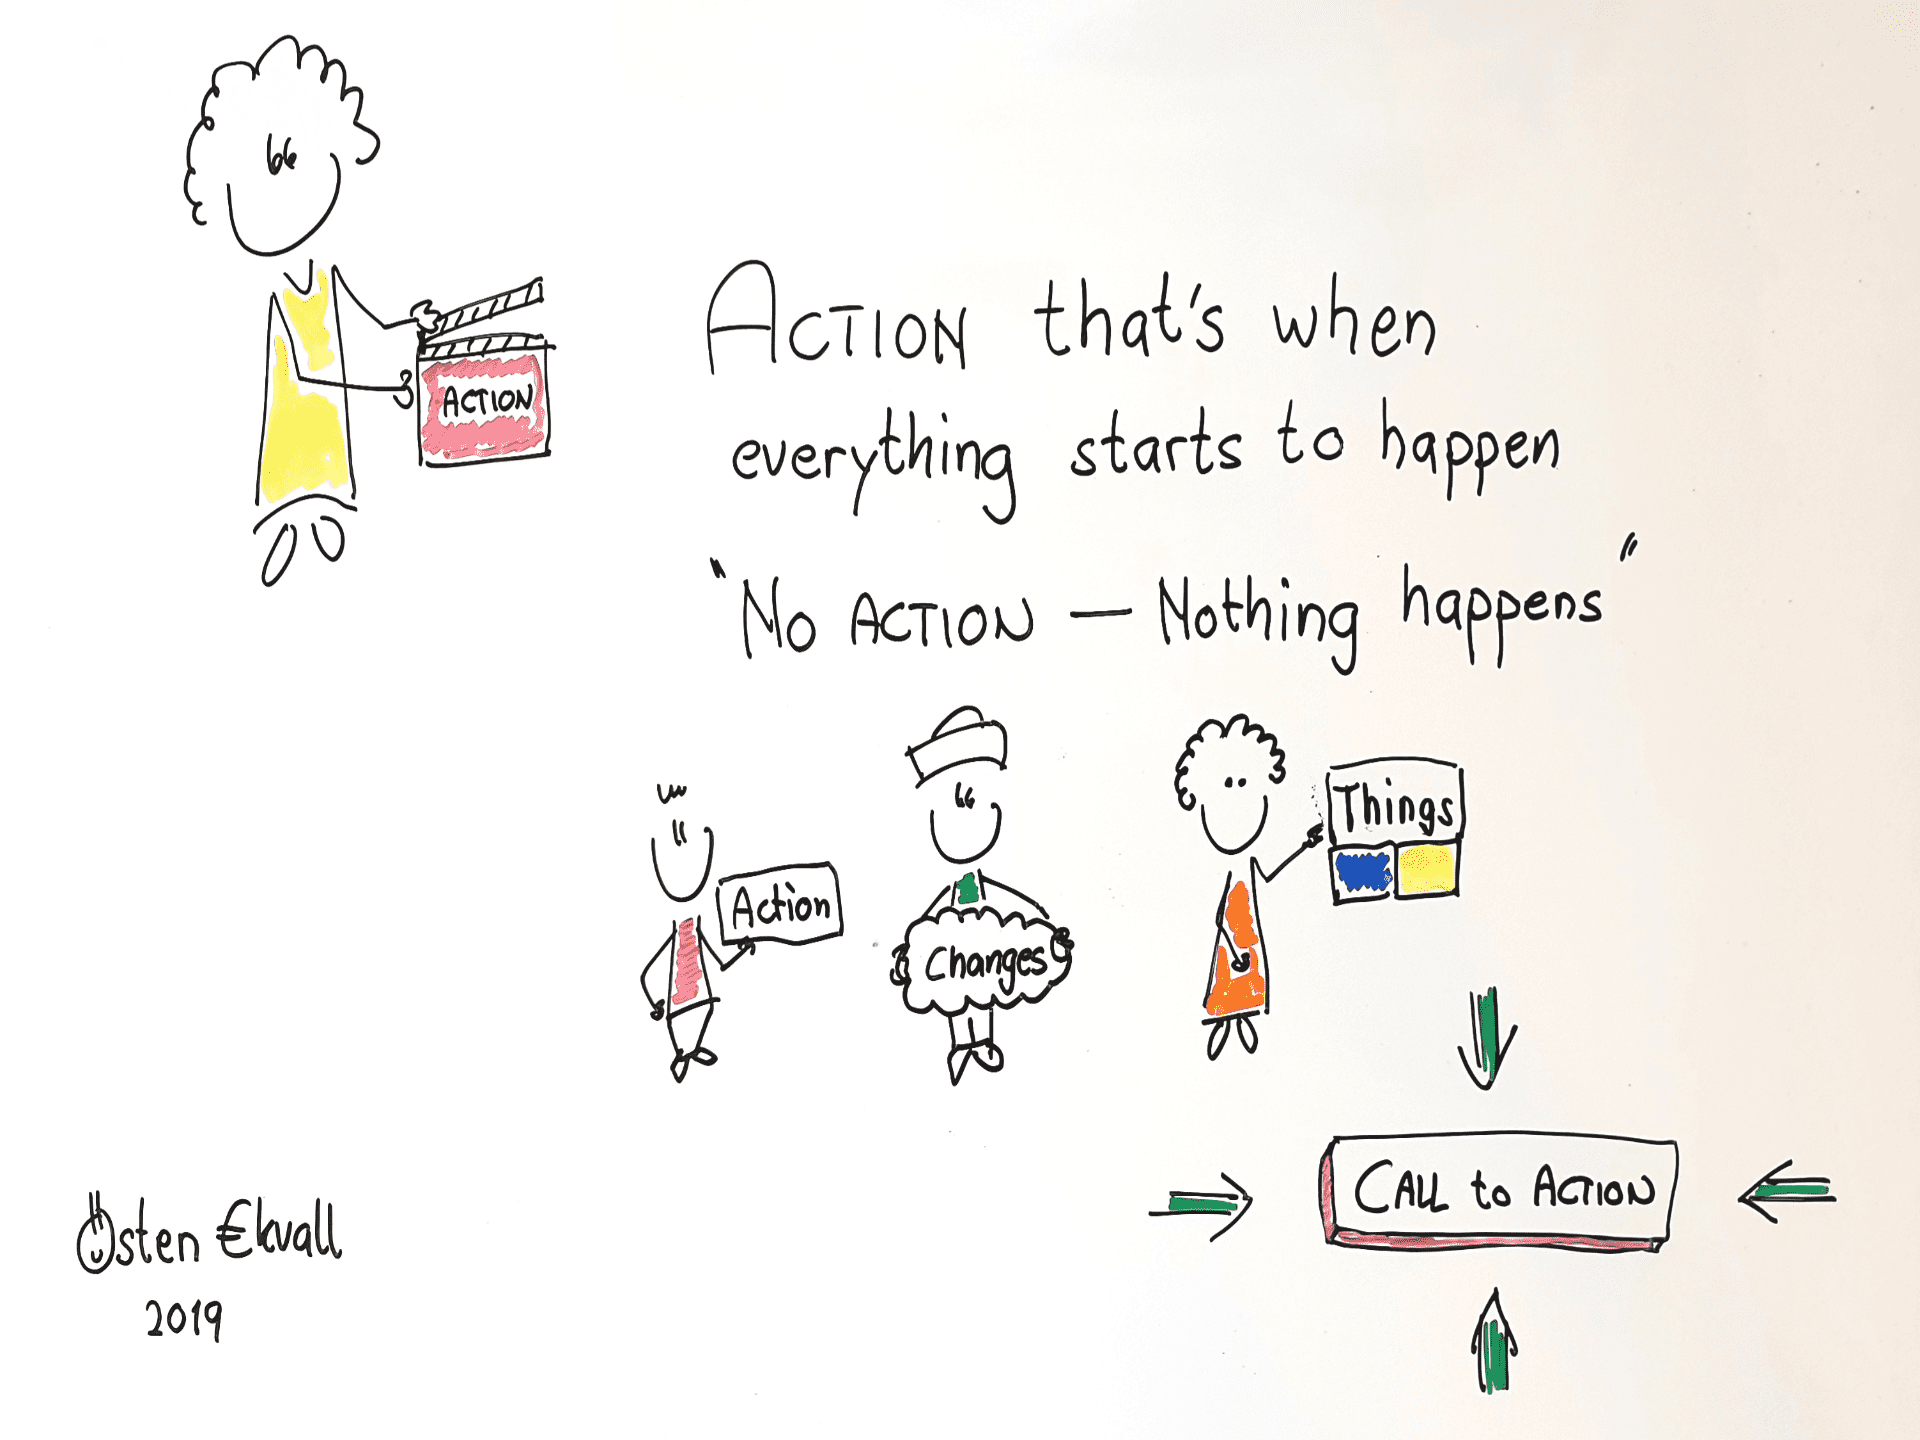 ACTION
ACTION that's when
everything starts to happen
"No ACTION — Nothing happens"
Action
Changes
Things
CALL to ACTION
Östen Ekvall
2019